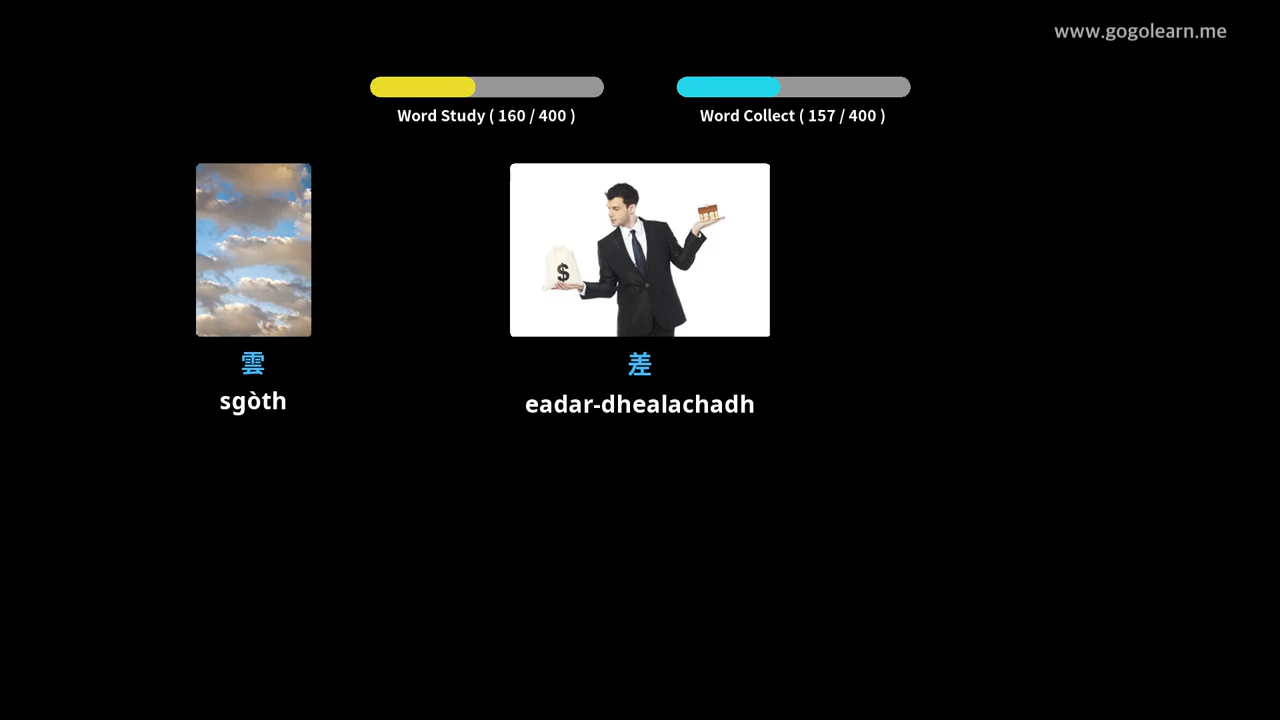 www.gogolearn.me
Word Study ( 160 / 400 )
Word Collect ( 157 / 400 )
$
雲
sgòth
差
eadar-dhealachadh